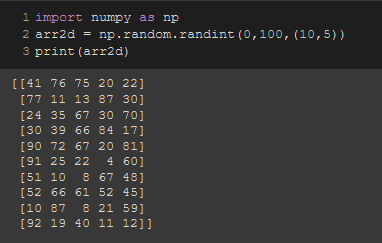 1 import numpy as np
2 arr2d = np.random.randint(0,100,(10,5))
3 print(arr2d)
[[41 76 75 20 22]
 [77 11 13 87 30]
 [24 35 67 30 70]
 [30 39 66 84 17]
 [90 72 67 20 81]
 [91 25 22  4 60]
 [51 10  8 67 48]
 [52 66 61 52 45]
 [10 87  8 21 59]
 [92 19 40 11 12]]